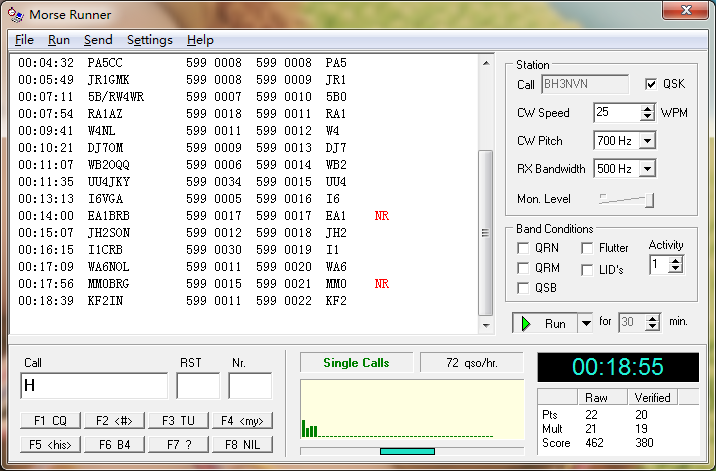 Morse Runner
File Run Send Settings Help
00:04:32 PA5CC 599 0008 599 0008 PA5
00:05:49 JR1GMK 599 0008 599 0009 JR1
00:07:11 5B/RW4WR 599 0007 599 0010 5B0
00:07:54 RA1AZ 599 0018 599 0011 RA1
00:09:41 W4NL 599 0011 599 0012 W4
00:10:21 DJ7OM 599 0009 599 0013 DJ7
00:11:07 WB2OQQ 599 0006 599 0014 WB2
00:11:35 UU4JKY 599 0034 599 0015 UU4
00:13:13 I6VGA 599 0005 599 0016 I6
00:14:00 EA1BRB 599 0017 599 0017 EA1 NR
00:15:07 JH2SON 599 0012 599 0018 JH2
00:16:15 I1CRB 599 0030 599 0019 I1
00:17:09 WA6NOL 599 0011 599 0020 WA6
00:17:56 MM0BRG 599 0015 599 0021 MM0 NR
00:18:39 KF2IN 599 0011 599 0022 KF2
Station
Call BH3NVN QSK
CW Speed 25 WPM
CW Pitch 700 Hz
RX Bandwidth 500 Hz
Mon. Level
Band Conditions
QRN Flutter Activity
QRM LID's 1
QSB
Run for 30 min.
Call RST Nr.
H
F1 CQ F2 <#> F3 TU F4 <my>
F5 <his> F6 B4 F7 ? F8 NIL
Single Calls 72 qso/hr.
00:18:55
Raw Verified
Pts 22 20
Mult 21 19
Score 462 380